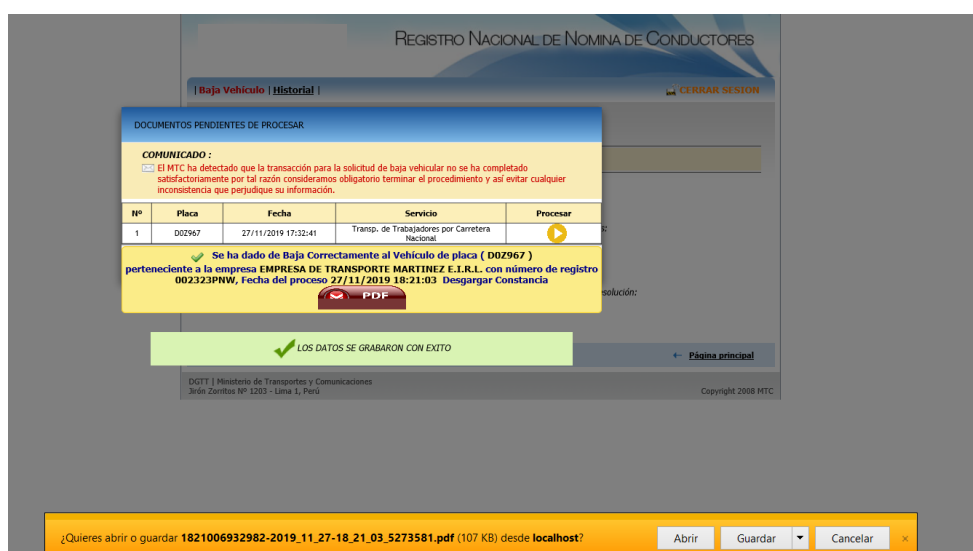 REGISTRO NACIONAL DE NOMINA DE CONDUCTORES
| Baja Vehículo | Historial |
CERRAR SESION
DOCUMENTOS PENDIENTES DE PROCESAR
COMUNICADO :
El MTC ha detectado que la transacción para la solicitud de baja vehicular no se ha completado
satisfactoriamente por tal razón consideramos obligatorio terminar el procedimiento y así evitar cualquier
inconsistencia que perjudique su información.
Nº Placa Fecha Servicio Procesar
1 D0Z967 27/11/2019 17:32:41 Transp. de Trabajadores por Carretera
Nacional
Se ha dado de Baja Correctamente al Vehículo de placa ( D0Z967 )
perteneciente a la empresa EMPRESA DE TRANSPORTE MARTINEZ E.I.R.L. con número de registro
002323PNW, Fecha del proceso 27/11/2019 18:21:03 Desgargar Constancia
PDF
esolución:
LOS DATOS SE GRABARON CON EXITO
← Página principal
DGTT | Ministerio de Transportes y Comunicaciones
Jirón Zorritos Nº 1203 - Lima 1, Perú
Copyright 2008 MTC
¿Quieres abrir o guardar 1821006932982-2019_11_27-18_21_03_5273581.pdf (107 KB) desde localhost?
Abrir
Guardar
Cancelar
×